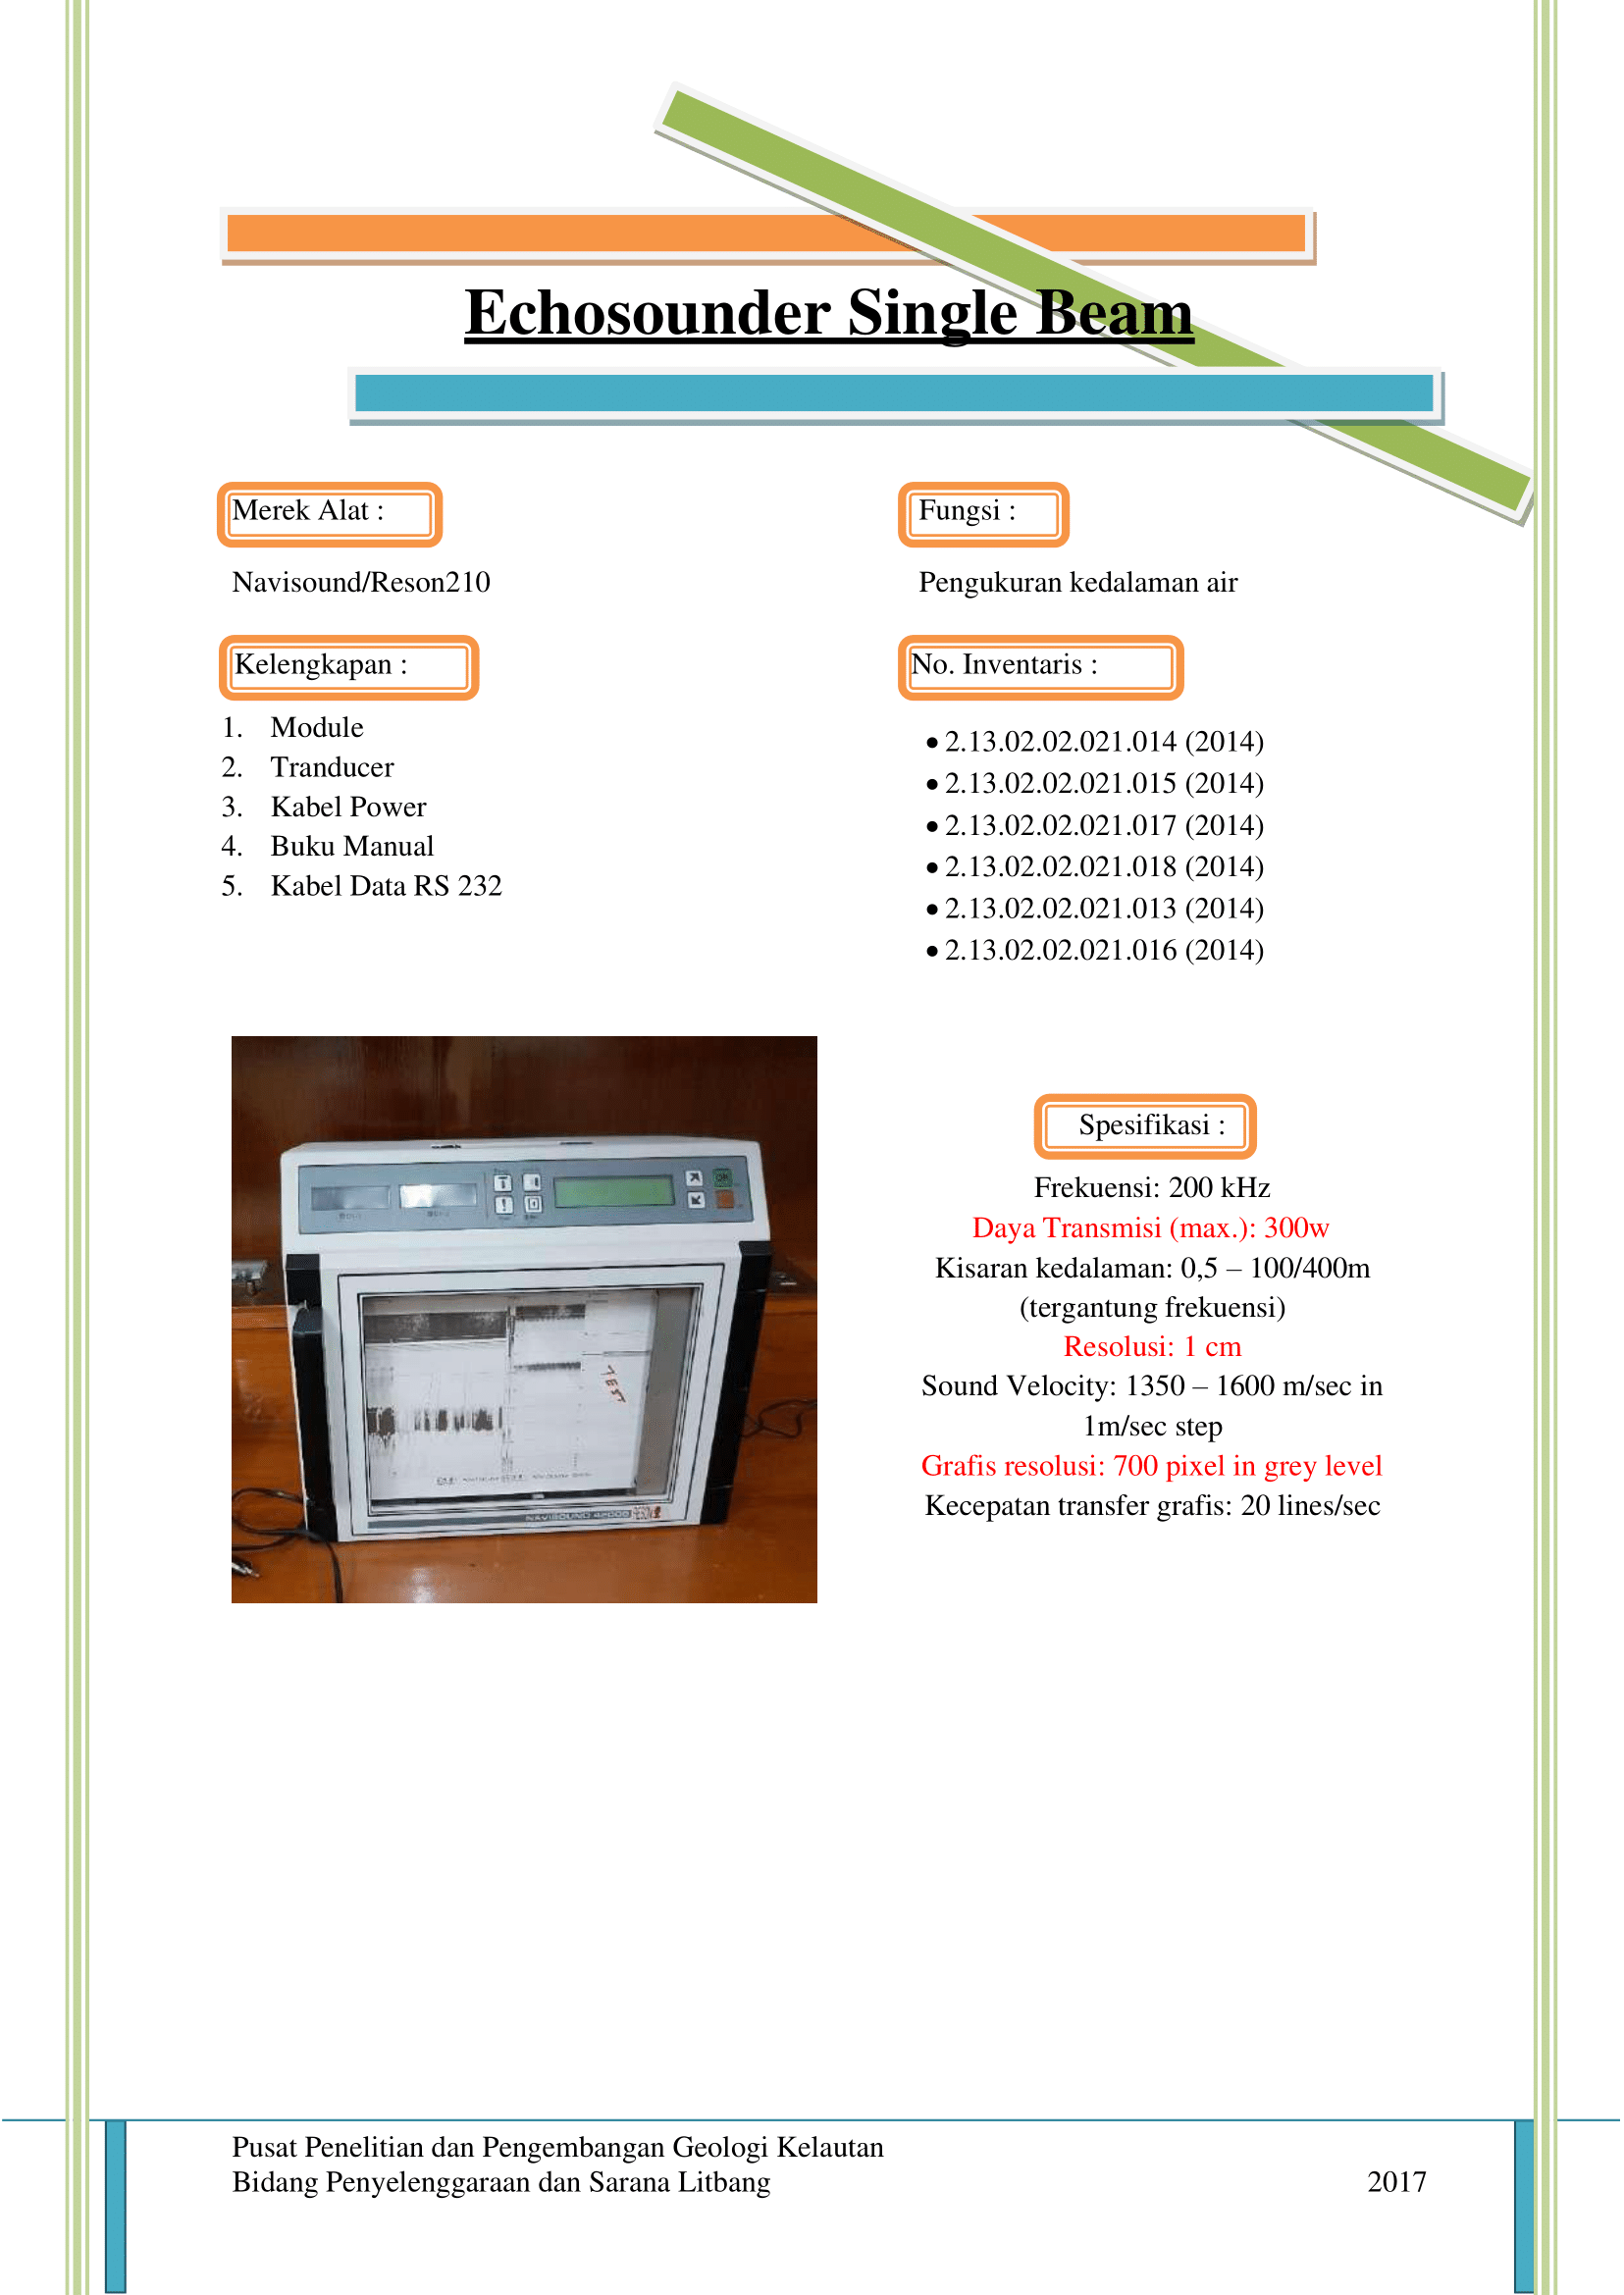 Echosounder Single Beam
Merek Alat :
Navisound/Reson210
Fungsi :
Pengukuran kedalaman air
Kelengkapan :
1. Module
2. Tranducer
3. Kabel Power
4. Buku Manual
5. Kabel Data RS 232
No. Inventaris :
• 2.13.02.02.021.014 (2014)
• 2.13.02.02.021.015 (2014)
• 2.13.02.02.021.017 (2014)
• 2.13.02.02.021.018 (2014)
• 2.13.02.02.021.013 (2014)
• 2.13.02.02.021.016 (2014)
OK
TEST
NAVISOUND
Spesifikasi :
Frekuensi: 200 kHz
Daya Transmisi (max.): 300w
Kisaran kedalaman: 0,5 – 100/400m
(tergantung frekuensi)
Resolusi: 1 cm
Sound Velocity: 1350 – 1600 m/sec in
1m/sec step
Grafis resolusi: 700 pixel in grey level
Kecepatan transfer grafis: 20 lines/sec
Pusat Penelitian dan Pengembangan Geologi Kelautan
Bidang Penyelenggaraan dan Sarana Litbang 2017